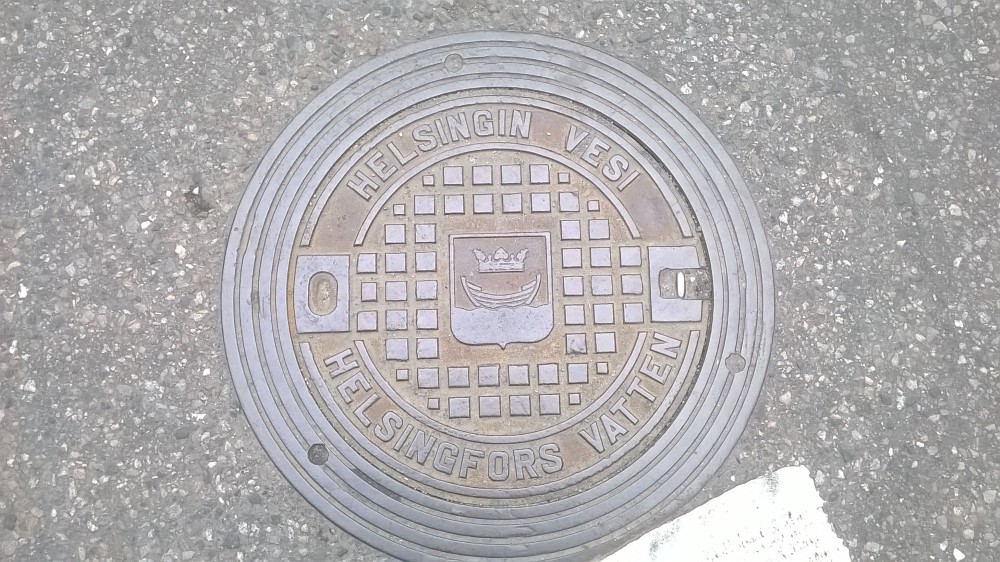 HELSINGIN VESI
HELSINGFORS VATTEN